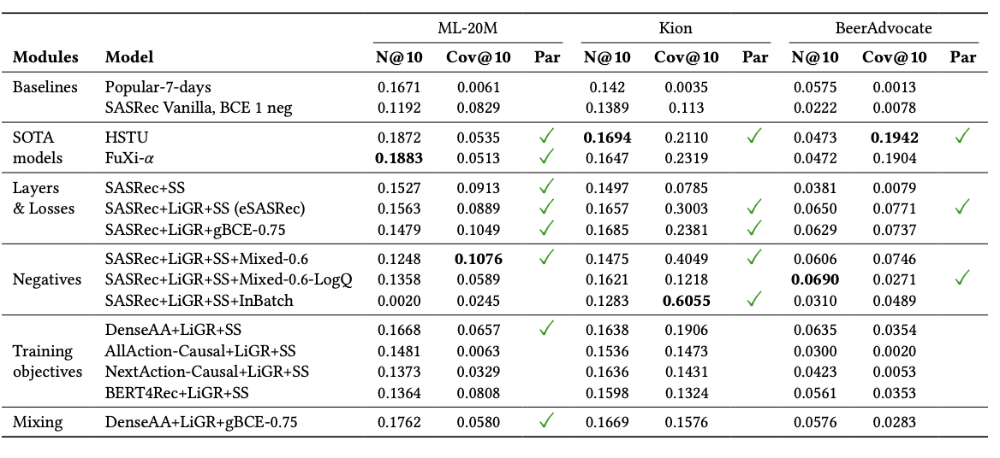 ML-20M Kion BeerAdvocate
Modules Model N@10 Cov@10 Par N@10 Cov@10 Par N@10 Cov@10 Par
Baselines Popular-7-days 0.1671 0.0061 0.142 0.0035 0.0575 0.0013
SASRec Vanilla, BCE 1 neg 0.1192 0.0829 0.1389 0.113 0.0222 0.0078
SOTA HSTU 0.1872 0.0535 ✓ 0.1694 0.2110 ✓ 0.0473 0.1942 ✓
models FuXi-α 0.1883 0.0513 ✓ 0.1647 0.2319 0.0472 0.1904
Layers SASRec+SS 0.1527 0.0913 ✓ 0.1497 0.0785 0.0381 0.0079
& Losses SASRec+LiGR+SS (eSASRec) 0.1563 0.0889 ✓ 0.1657 0.3003 ✓ 0.0650 0.0771 ✓
SASRec+LiGR+gBCE-0.75 0.1479 0.1049 ✓ 0.1685 0.2381 ✓ 0.0629 0.0737
SASRec+LiGR+SS+Mixed-0.6 0.1248 0.1076 ✓ 0.1475 0.4049 ✓ 0.0606 0.0746
Negatives SASRec+LiGR+SS+Mixed-0.6-LogQ 0.1358 0.0589 0.1621 0.1218 0.0690 0.0271 ✓
SASRec+LiGR+SS+InBatch 0.0020 0.0245 0.1283 0.6055 ✓ 0.0310 0.0489
DenseAA+LiGR+SS 0.1668 0.0657 ✓ 0.1638 0.1906 0.0635 0.0354
Training AllAction-Causal+LiGR+SS 0.1481 0.0063 0.1536 0.1473 0.0300 0.0020
objectives NextAction-Causal+LiGR+SS 0.1373 0.0329 0.1636 0.1431 0.0423 0.0053
BERT4Rec+LiGR+SS 0.1364 0.0808 0.1598 0.1324 0.0561 0.0353
Mixing DenseAA+LiGR+gBCE-0.75 0.1762 0.0580 ✓ 0.1669 0.1576 0.0576 0.0283